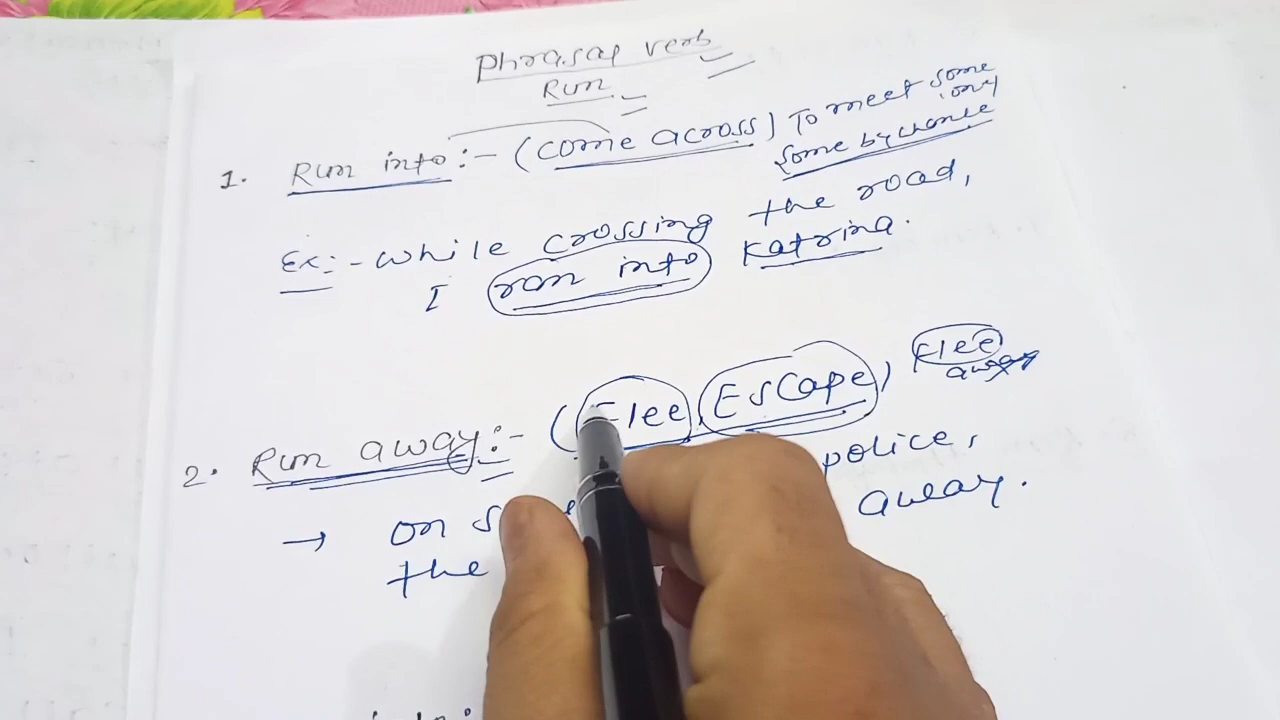 Phrasal verb
Run
1. Run into :- (come across) To meet some
some by chance
Ex:- while crossing the road,
I ran into Katrina.
2. Run away :- (Flee, Escape) Flee
away
→ on police,
the away.